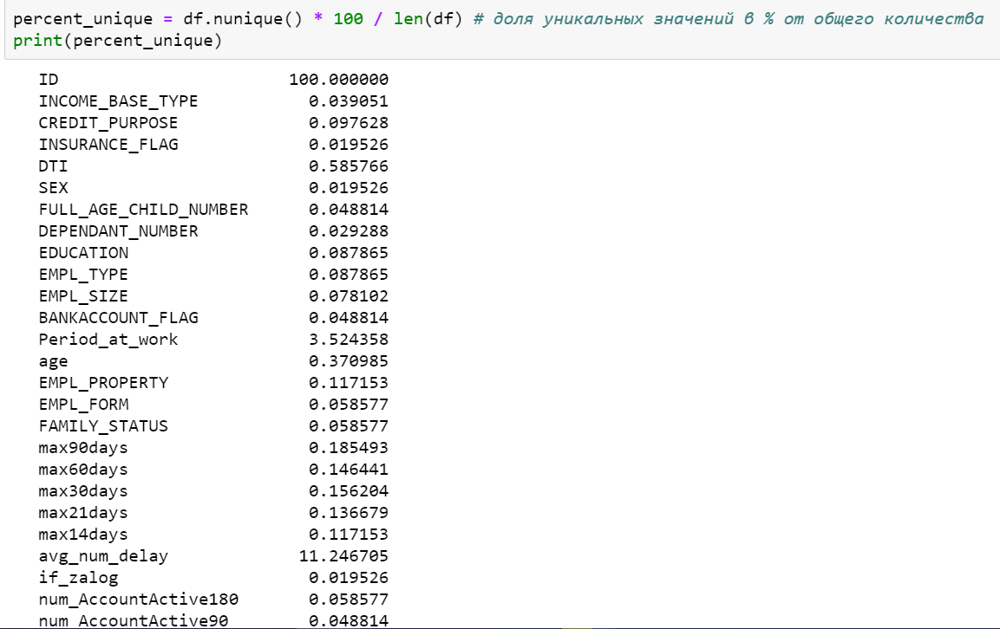 percent_unique = df.nunique() * 100 / len(df) # доля уникальных значений в % от общего количества
print(percent_unique)
ID 100.000000
INCOME_BASE_TYPE 0.039051
CREDIT_PURPOSE 0.097628
INSURANCE_FLAG 0.019526
DTI 0.585766
SEX 0.019526
FULL_AGE_CHILD_NUMBER 0.048814
DEPENDANT_NUMBER 0.029288
EDUCATION 0.087865
EMPL_TYPE 0.087865
EMPL_SIZE 0.078102
BANKACCOUNT_FLAG 0.048814
Period_at_work 3.524358
age 0.370985
EMPL_PROPERTY 0.117153
EMPL_FORM 0.058577
FAMILY_STATUS 0.058577
max90days 0.185493
max60days 0.146441
max30days 0.156204
max21days 0.136679
max14days 0.117153
avg_num_delay 11.246705
if_zalog 0.019526
num_AccountActive180 0.058577
num_AccountActive90 0.048814